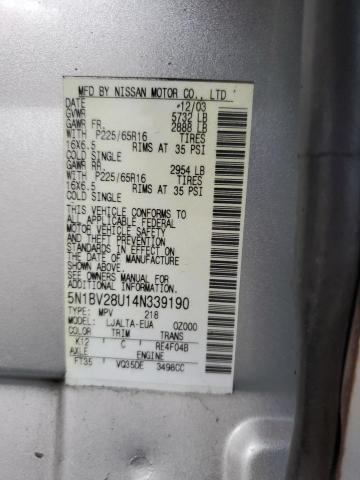 MFD BY NISSAN MOTOR CO., LTD
DATE 12/03
GVWR 5732 LB
GAWR FR. 2888 LB
WITH P225/65R16 TIRES
16X6.5 RIMS AT 35 PSI
COLD SINGLE
GAWR RR. 2954 LB
WITH P225/65R16 TIRES
16X6.5 RIMS AT 35 PSI
COLD SINGLE
THIS VEHICLE CONFORMS TO
ALL APPLICABLE FEDERAL
MOTOR VEHICLE SAFETY
AND THEFT PREVENTION
STANDARDS IN EFFECT ON
THE DATE OF MANUFACTURE
SHOWN ABOVE.
SEE OWNERS MANUAL FOR
ADDITIONAL INFORMATION.
5N1BV28U14N339190
TYPE: MPV 218
MODEL: LJALTA-EUA 0Z000
COLOR TRIM TRANS
K12 C RE4F04B
AXLE ENGINE
FT35 VQ35DE 3498CC